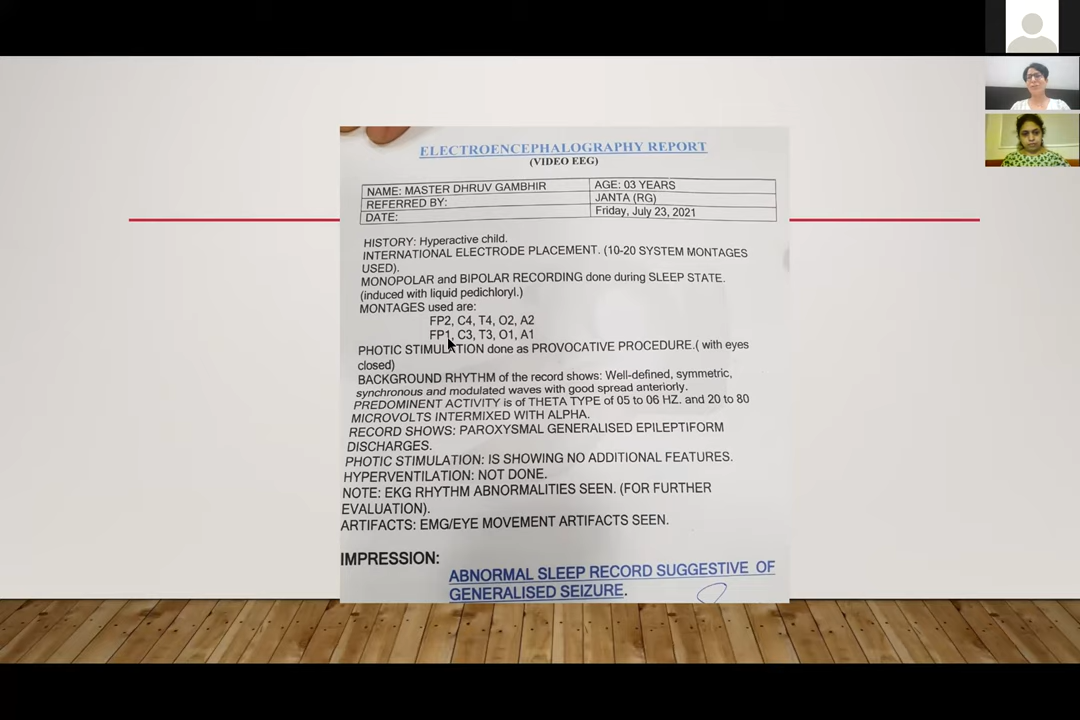 ELECTROENCEPHALOGRAPHY REPORT
(VIDEO EEG)
NAME: MASTER DHRUV GAMBHIR AGE: 03 YEARS
REFERRED BY: JANTA (RG)
DATE: Friday, July 23, 2021
HISTORY: Hyperactive child.
INTERNATIONAL ELECTRODE PLACEMENT. (10-20 SYSTEM MONTAGES
USED).
MONOPOLAR and BIPOLAR RECORDING done during SLEEP STATE.
(induced with liquid pedichloryl.)
MONTAGES used are:
FP2, C4, T4, O2, A2
FP1, C3, T3, O1, A1
PHOTIC STIMULATION done as PROVOCATIVE PROCEDURE.( with eyes
closed)
BACKGROUND RHYTHM of the record shows: Well-defined, symmetric,
synchronous and modulated waves with good spread anteriorly.
PREDOMINENT ACTIVITY is of THETA TYPE of 05 to 06 HZ. and 20 to 80
MICROVOLTS INTERMIXED WITH ALPHA.
RECORD SHOWS: PAROXYSMAL GENERALISED EPILEPTIFORM
DISCHARGES.
PHOTIC STIMULATION: IS SHOWING NO ADDITIONAL FEATURES.
HYPERVENTILATION: NOT DONE.
NOTE: EKG RHYTHM ABNORMALITIES SEEN. (FOR FURTHER
EVALUATION).
ARTIFACTS: EMG/EYE MOVEMENT ARTIFACTS SEEN.
IMPRESSION:
ABNORMAL SLEEP RECORD SUGGESTIVE OF
GENERALISED SEIZURE.